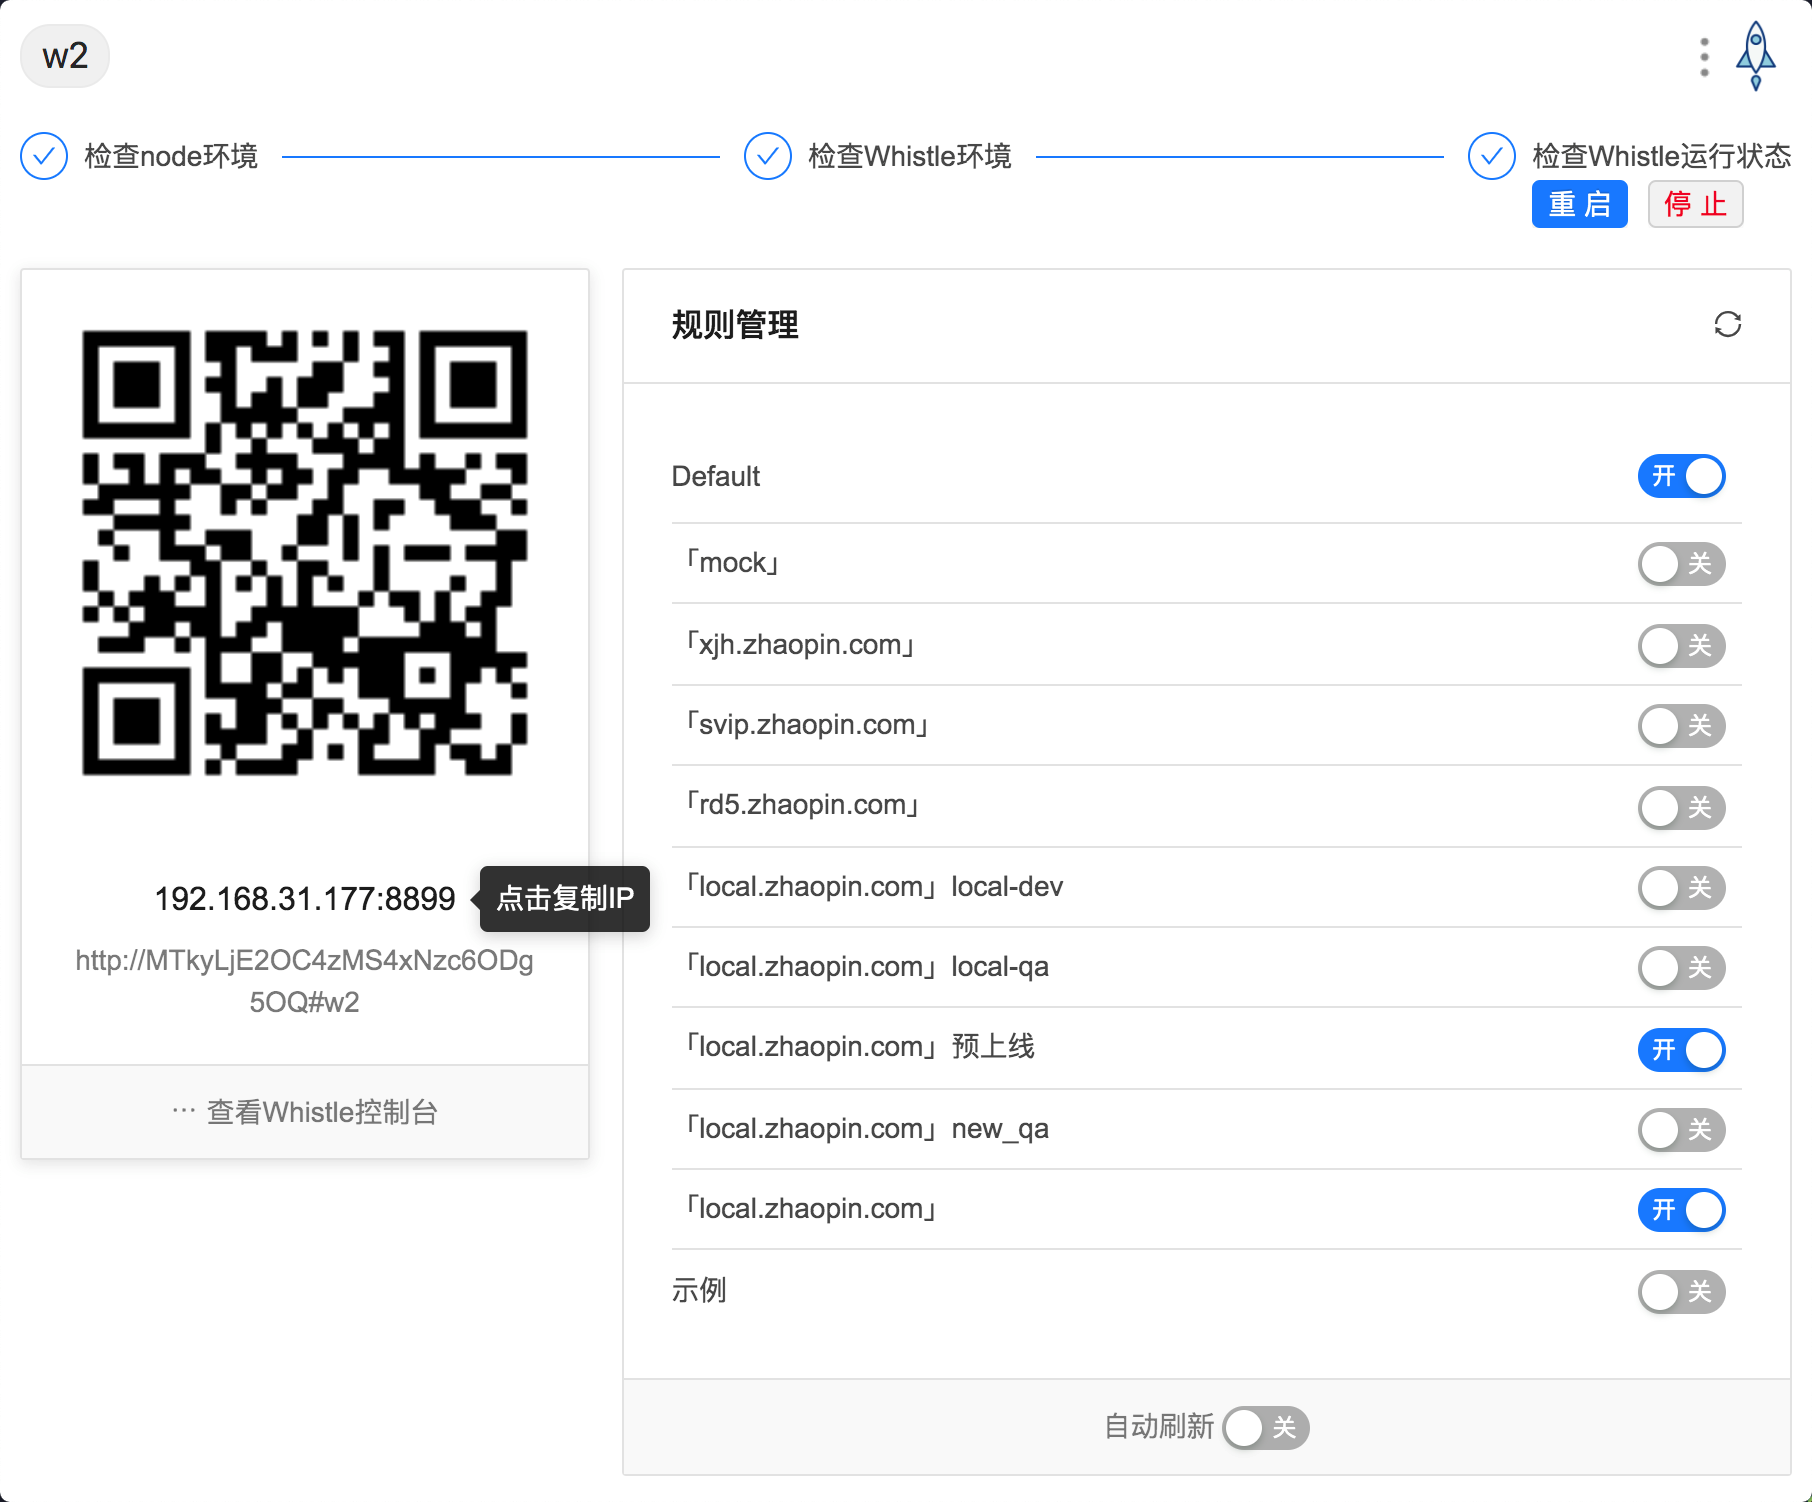 w2
检查node环境
检查Whistle环境
检查Whistle运行状态
重启
停止
192.168.31.177:8899
点击复制IP
http://MTkyLjE2OC4zMS4xNzc6ODg
5OQ#w2
··· 查看Whistle控制台
规则管理
Default
开
「mock」
关
「xjh.zhaopin.com」
关
「svip.zhaopin.com」
关
「rd5.zhaopin.com」
关
「local.zhaopin.com」local-dev
关
「local.zhaopin.com」local-qa
关
「local.zhaopin.com」预上线
开
「local.zhaopin.com」new_qa
关
「local.zhaopin.com」
开
示例
关
自动刷新
关